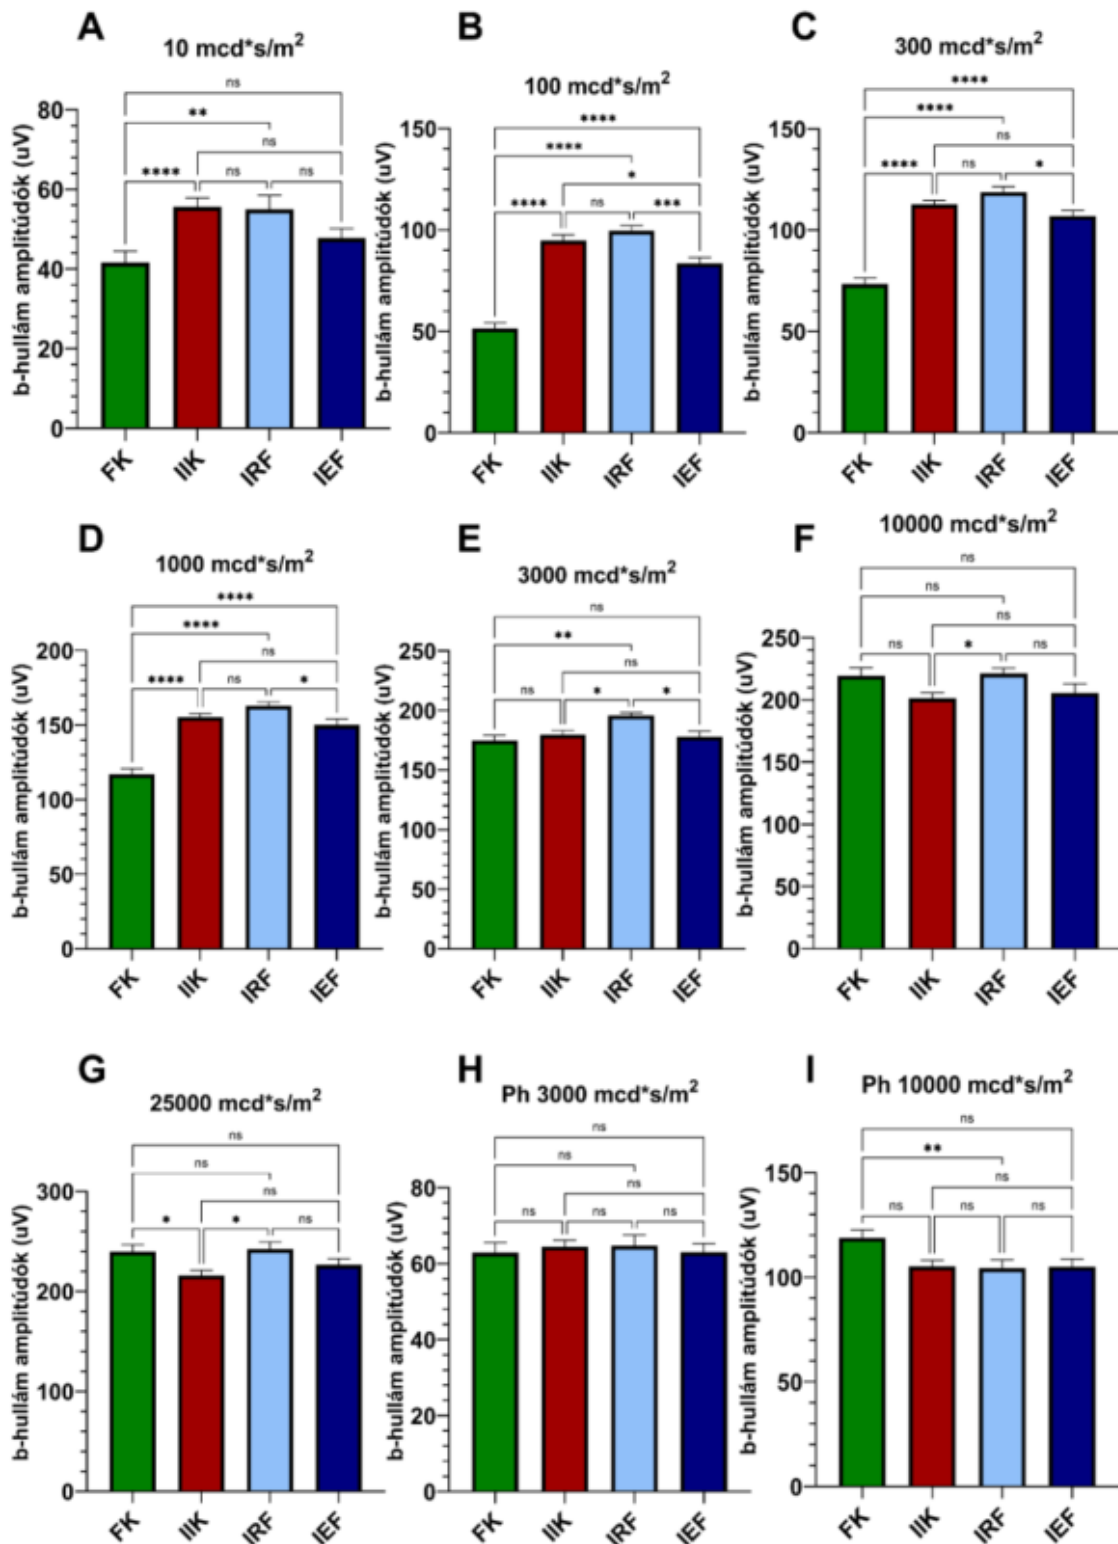 A
10 mcd*s/m²
ns
**
ns
****
ns
ns
b-hullám amplitúdók (uV)
80
60
40
20
0
FK
IIK
IRF
IEF
B
100 mcd*s/m²
****
****
*
****
ns
***
b-hullám amplitúdók (uV)
150
100
50
0
FK
IIK
IRF
IEF
C
300 mcd*s/m²
****
****
ns
****
ns
*
b-hullám amplitúdók (uV)
150
100
50
0
FK
IIK
IRF
IEF
D
1000 mcd*s/m²
****
****
ns
****
ns
*
b-hullám amplitúdók (uV)
200
150
100
50
0
FK
IIK
IRF
IEF
E
3000 mcd*s/m²
ns
**
ns
ns
*
*
b-hullám amplitúdók (uV)
250
200
150
100
50
0
FK
IIK
IRF
IEF
F
10000 mcd*s/m²
ns
ns
ns
ns
*
ns
b-hullám amplitúdók (uV)
250
200
150
100
50
0
FK
IIK
IRF
IEF
G
25000 mcd*s/m²
ns
ns
ns
*
*
ns
b-hullám amplitúdók (uV)
300
200
100
0
FK
IIK
IRF
IEF
H
Ph 3000 mcd*s/m²
ns
ns
ns
ns
ns
ns
b-hullám amplitúdók (uV)
80
60
40
20
0
FK
IIK
IRF
IEF
I
Ph 10000 mcd*s/m²
ns
**
ns
ns
ns
ns
b-hullám amplitúdók (uV)
150
100
50
0
FK
IIK
IRF
IEF